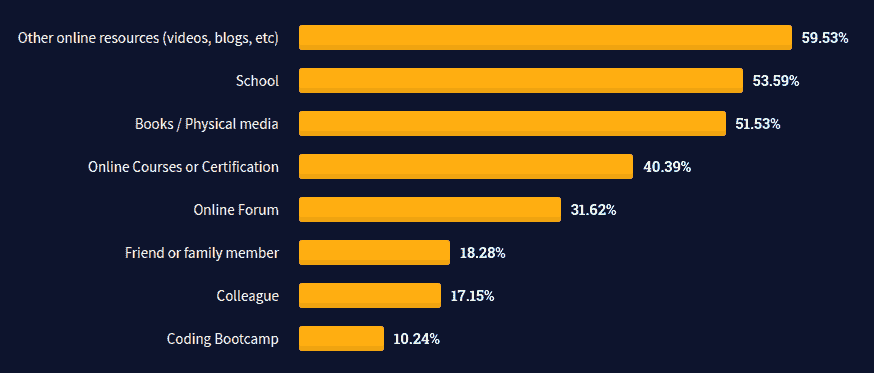 Other online resources (videos, blogs, etc) 59.53%
School 53.59%
Books / Physical media 51.53%
Online Courses or Certification 40.39%
Online Forum 31.62%
Friend or family member 18.28%
Colleague 17.15%
Coding Bootcamp 10.24%